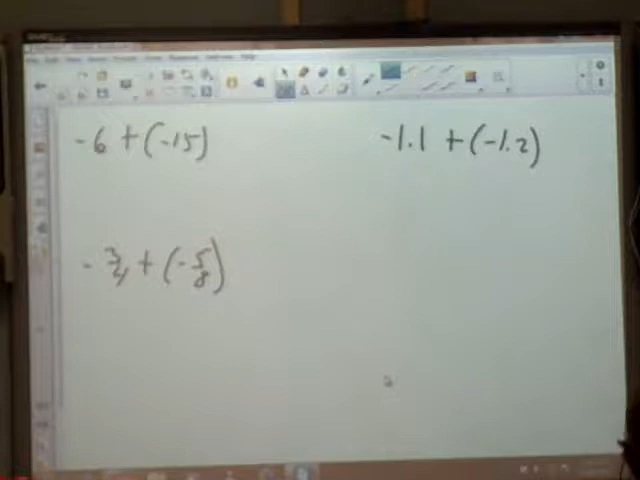 -6 + (-15)
-1.1 + (-1.2)
- 3/4 + (- 5/8)